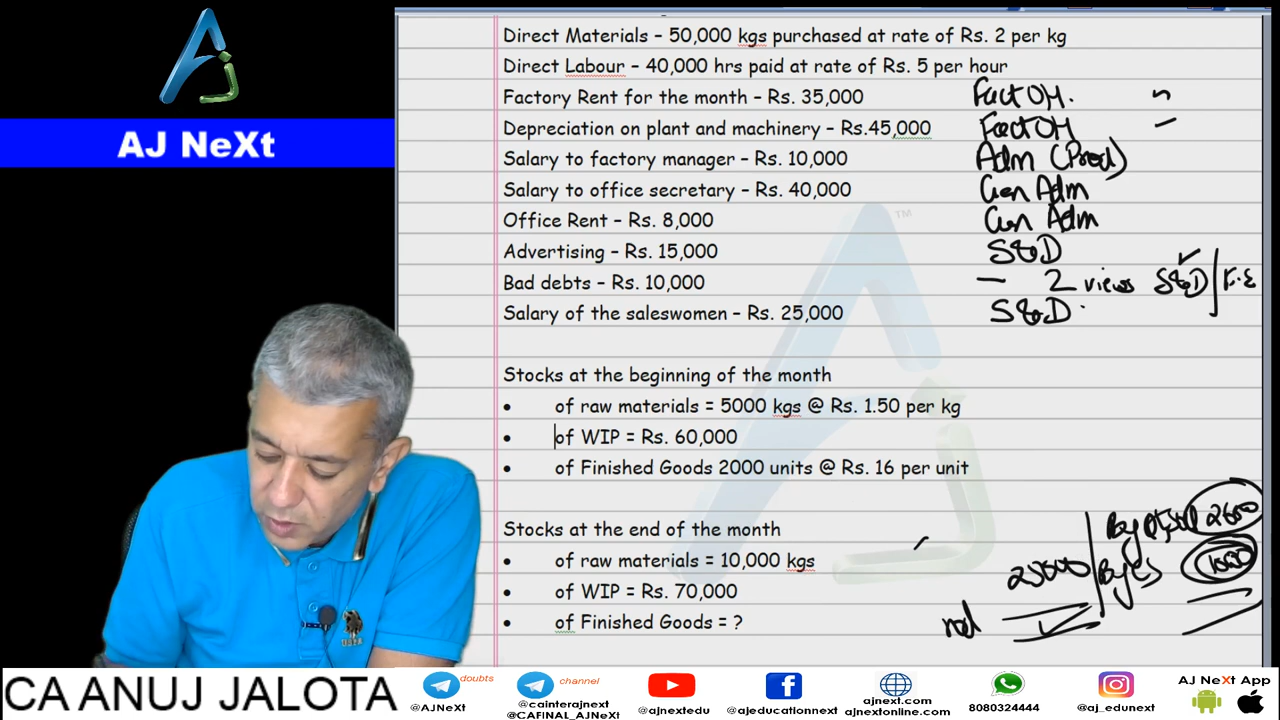 Direct Materials – 50,000 kgs purchased at rate of Rs. 2 per kg
Direct Labour – 40,000 hrs paid at rate of Rs. 5 per hour
Factory Rent for the month – Rs. 35,000 Fact OH.
Depreciation on plant and machinery – Rs.45,000 Fact OH
Salary to factory manager – Rs. 10,000 Adm (Prod)
Salary to office secretary – Rs. 40,000 Gen Adm
Office Rent – Rs. 8,000 Gen Adm
Advertising – Rs. 15,000 S&D
Bad debts – Rs. 10,000 — 2 views S&D
Salary of the saleswomen – Rs. 25,000 S&D
Stocks at the beginning of the month
• of raw materials = 5000 kgs @ Rs. 1.50 per kg
• of WIP = Rs. 60,000
• of Finished Goods 2000 units @ Rs. 16 per unit
Stocks at the end of the month
• of raw materials = 10,000 kgs
• of WIP = Rs. 70,000
• of Finished Goods = ?
AJ NeXt
TM
CA ANUJ JALOTA
doubts
@AJNeXt
channel
@cainterajnext
@CAFINAL_AJNeXt
@ajnextedu
@ajeducationnext
ajnext.com
ajnextonline.com
8080324444
@aj_edunext
AJ NeXt App